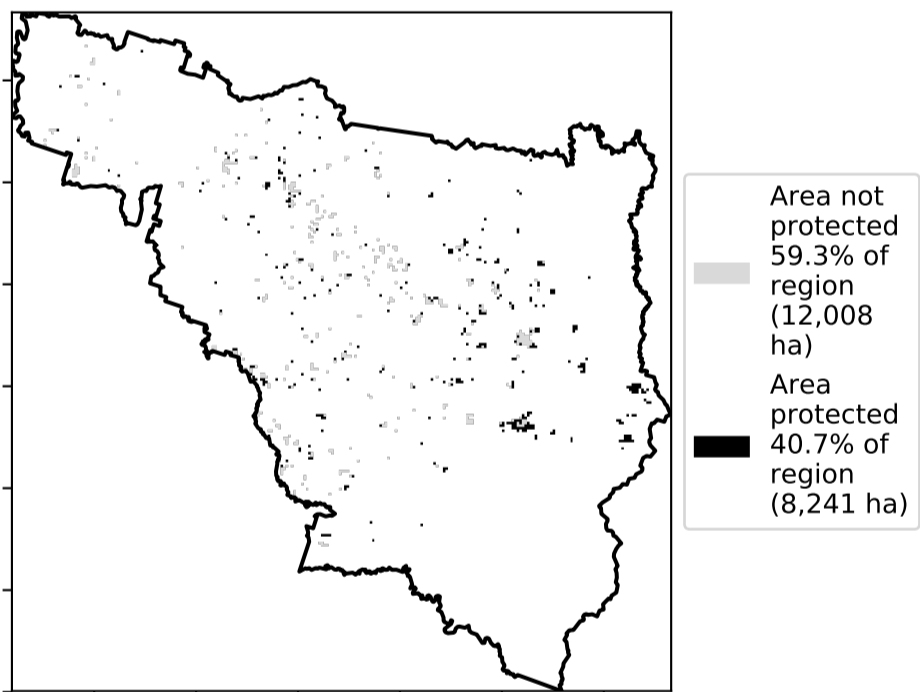 Area not
protected
59.3% of
region
(12,008
ha)
Area
protected
40.7% of
region
(8,241 ha)